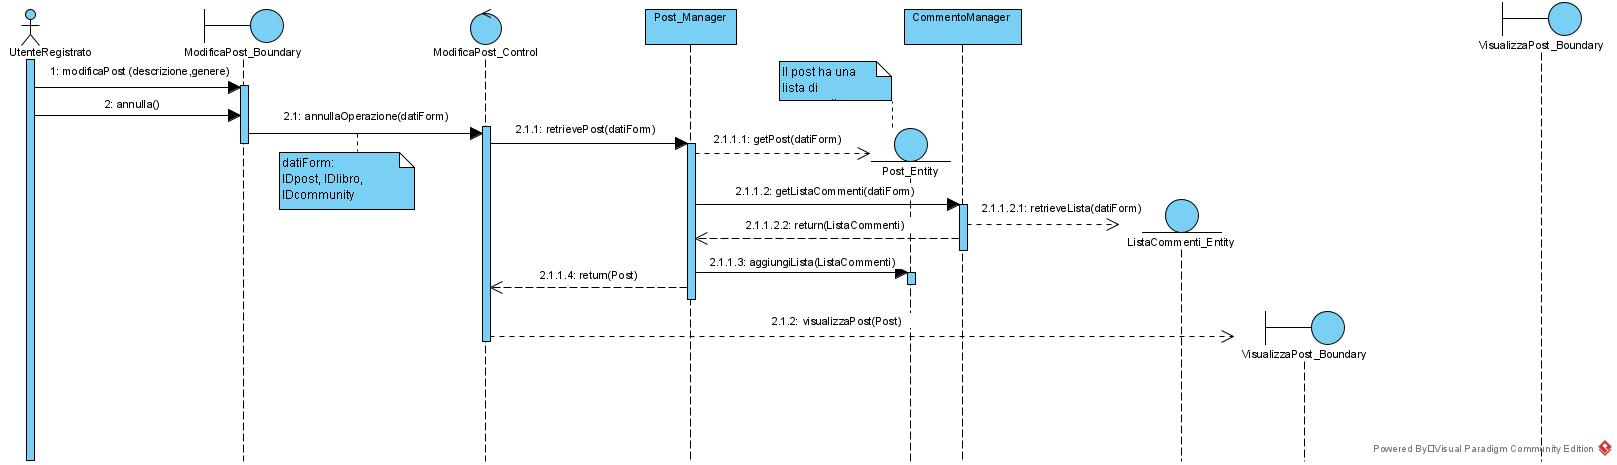 Post_Manager
CommentoManager
UtenteRegistrato
ModificaPost_Boundary
ModificaPost_Control
VisualizzaPost_Boundary
1: modificaPost (descrizione,genere)
Il post ha una
lista di
2: annulla()
2.1: annullaOperazione(datiForm)
2.1.1: retrievePost(datiForm)
2.1.1.1: getPost(datiForm)
datiForm:
IDpost, IDlibro,
IDcommunity
Post_Entity
2.1.1.2: getListaCommenti(datiForm)
2.1.1.2.1: retrieveLista(datiForm)
2.1.1.2.2: return(ListaCommenti)
ListaCommenti_Entity
2.1.1.3: aggiungiLista(ListaCommenti)
2.1.1.4: return(Post)
2.1.2: visualizzaPost(Post)
VisualizzaPost_Boundary
Powered By Visual Paradigm Community Edition